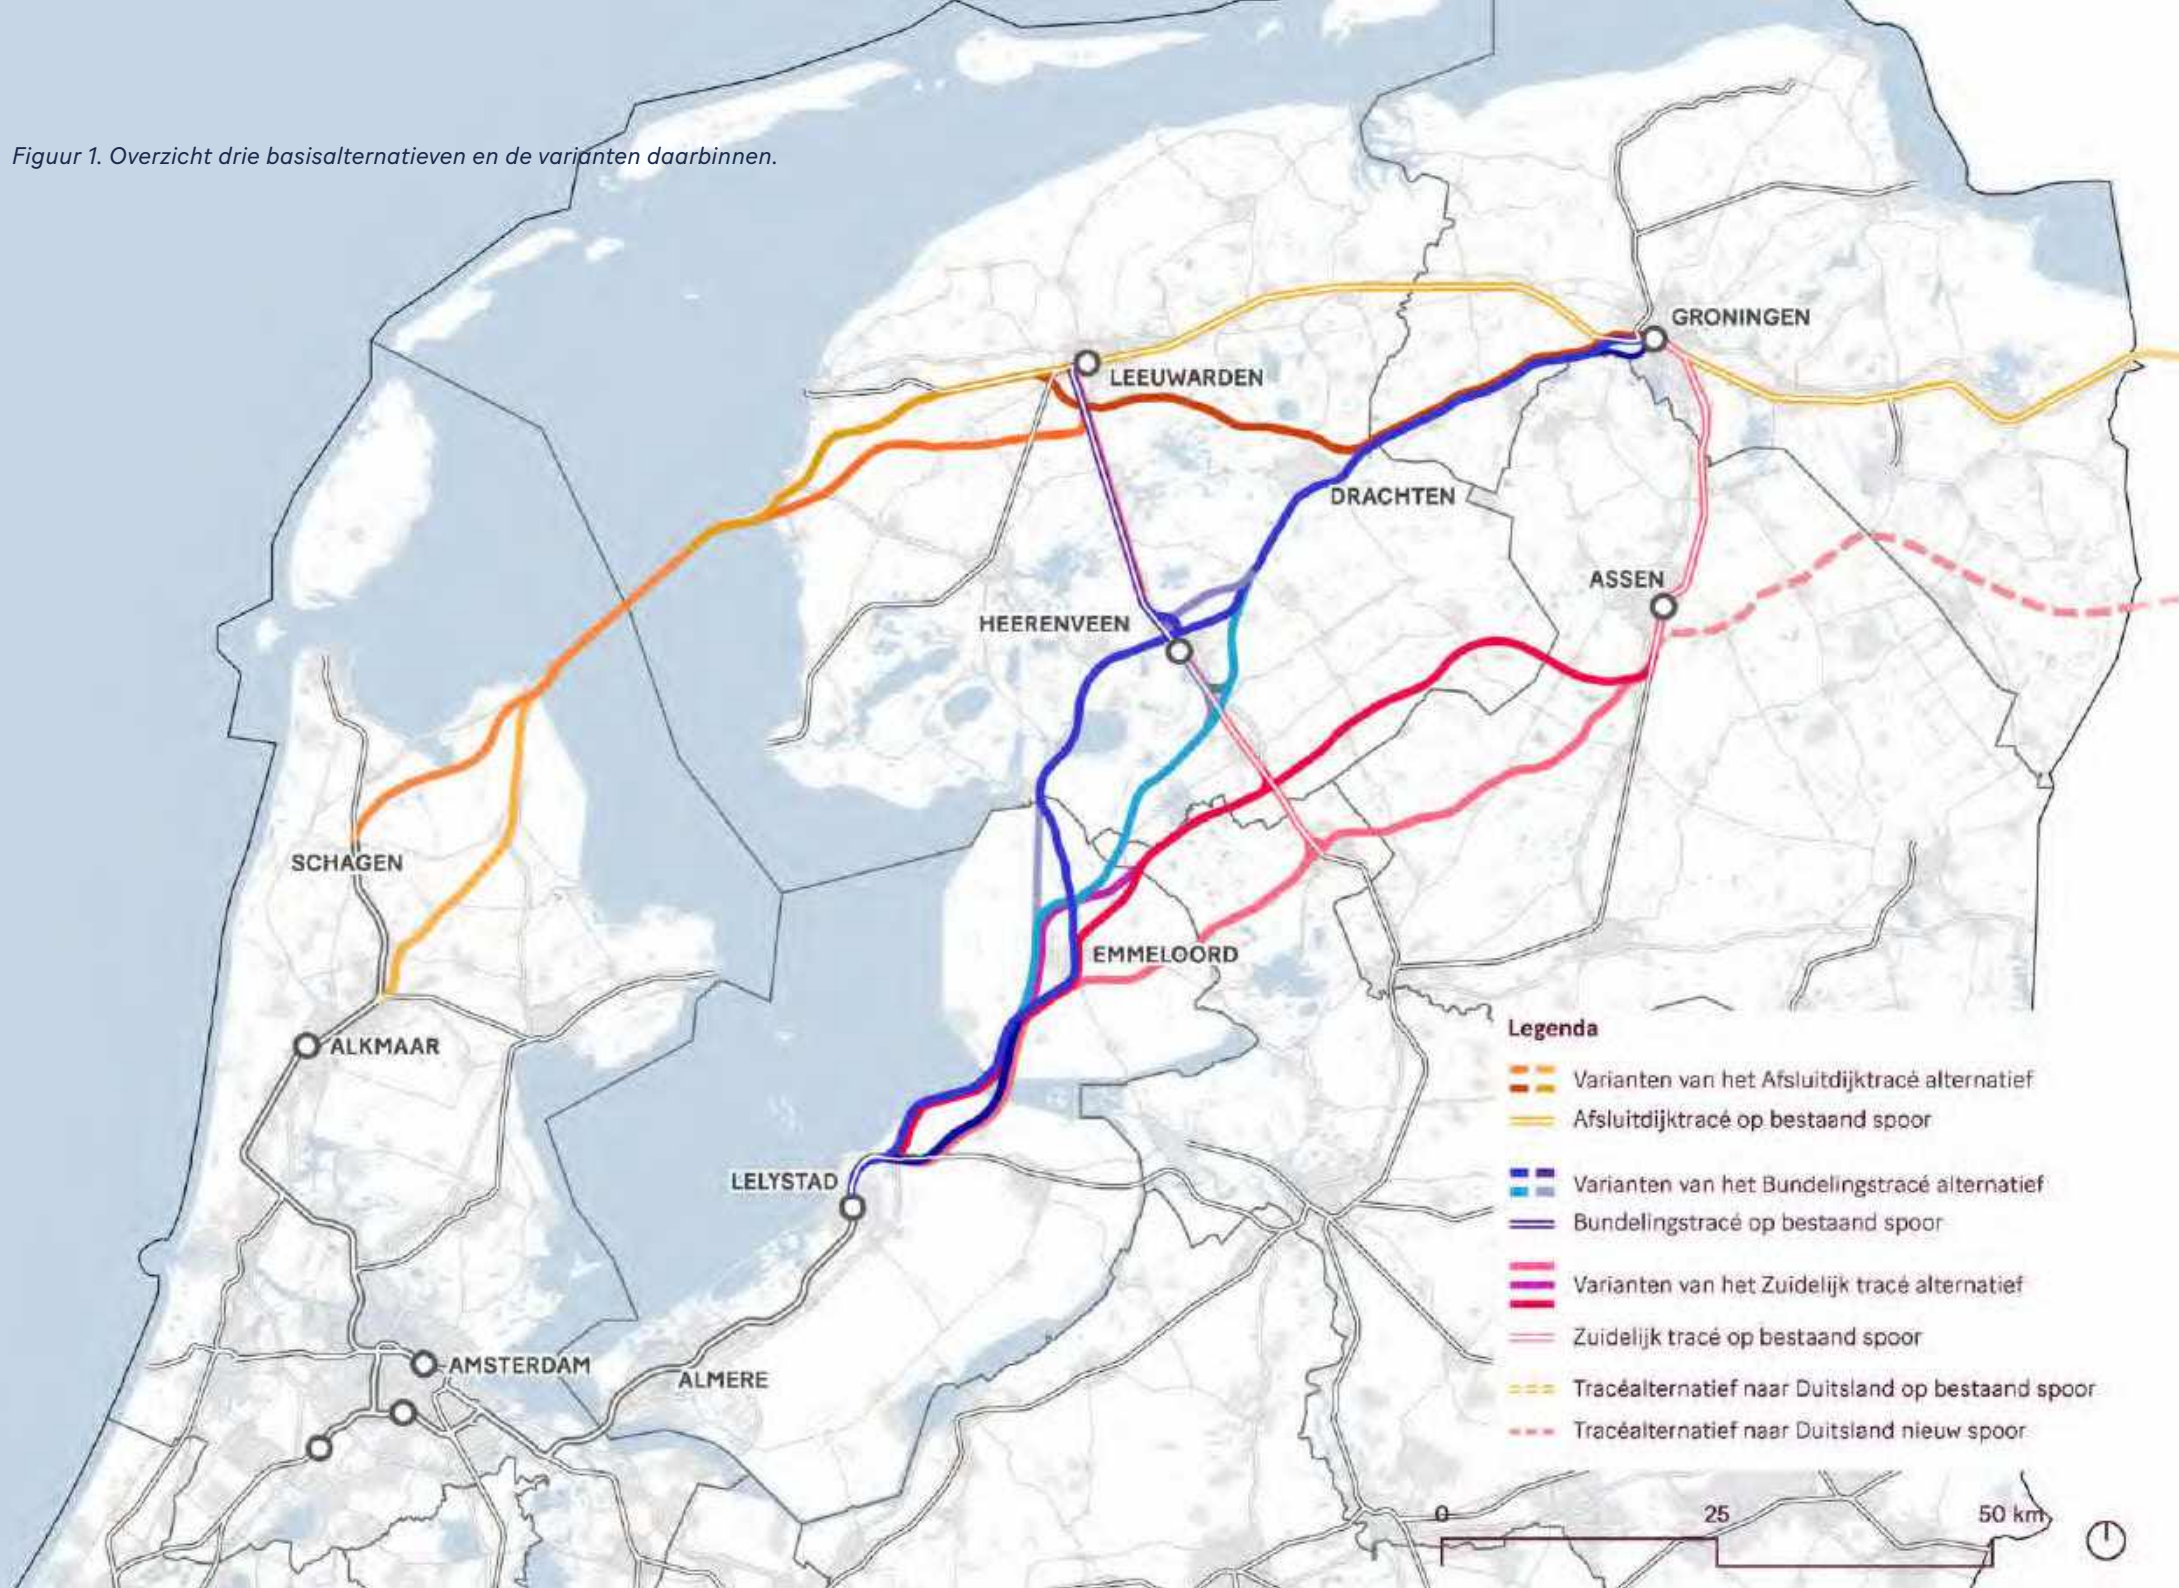 Figuur 1. Overzicht drie basisalternatieven en de varianten daarbinnen.
GRONINGEN
LEEUWARDEN
DRACHTEN
ASSEN
HEERENVEEN
SCHAGEN
EMMELOORD
ALKMAAR
LELYSTAD
AMSTERDAM
ALMERE
Legenda
Varianten van het Afsluitdijktracé alternatief
Afsluitdijktracé op bestaand spoor
Varianten van het Bundelingstracé alternatief
Bundelingstracé op bestaand spoor
Varianten van het Zuidelijk tracé alternatief
Zuidelijk tracé op bestaand spoor
Tracéalternatief naar Duitsland op bestaand spoor
Tracéalternatief naar Duitsland nieuw spoor
0 25 50 km